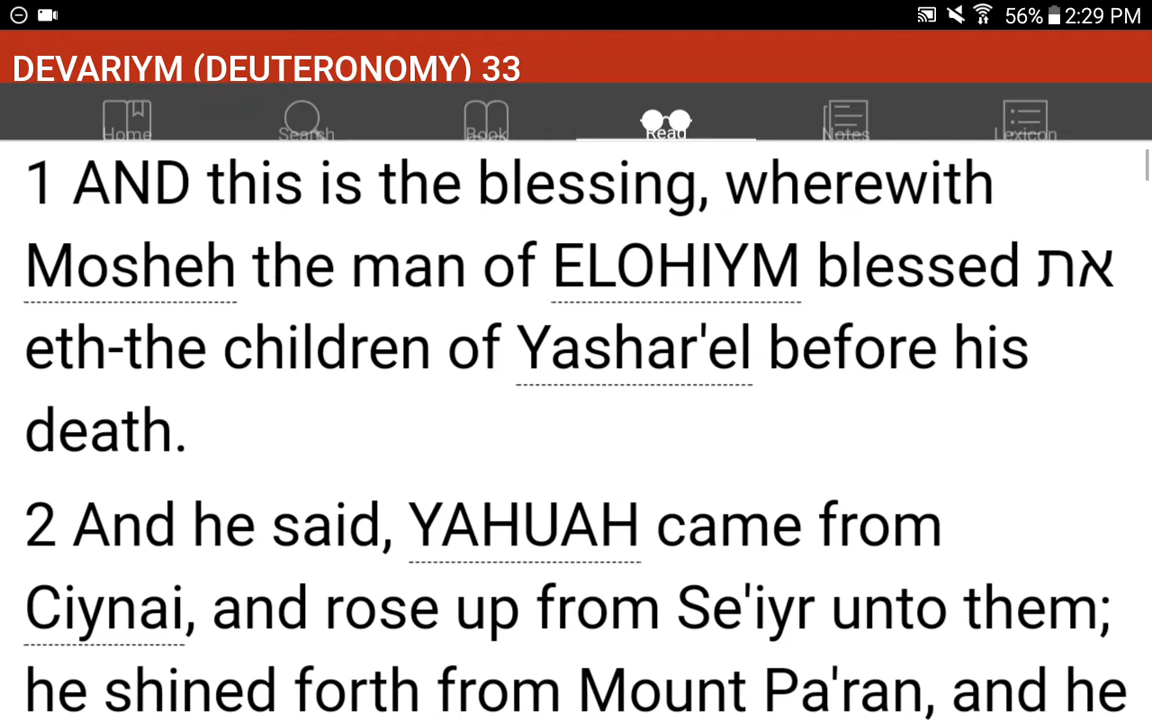 56% 2:29 PM
DEVARIYM (DEUTERONOMY) 33
Home Search Book Read Notes Lexicon
1 AND this is the blessing, wherewith
Mosheh the man of ELOHIYM blessed את
eth-the children of Yashar'el before his
death.
2 And he said, YAHUAH came from
Ciynai, and rose up from Se'iyr unto them;
he shined forth from Mount Pa'ran, and he